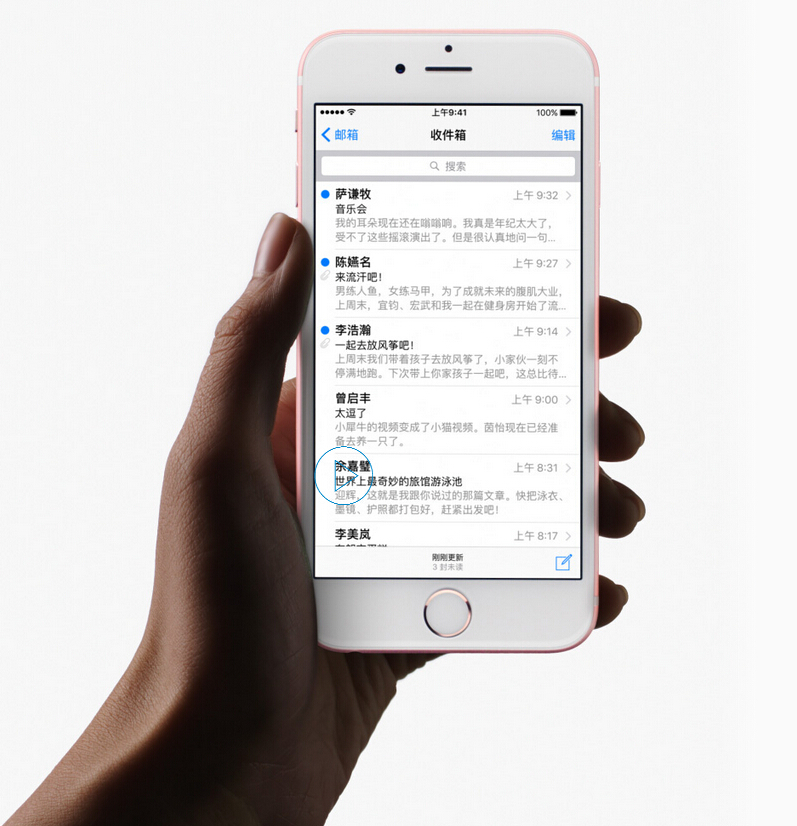 上午9:41
100%
邮箱
收件箱
编辑
搜索
萨谦牧
上午 9:32
音乐会
我的耳朵现在还在嗡嗡响。我真是年纪太大了，
受不了这些摇滚演出了。但是很认真地问一句...
陈嬿名
上午 9:27
来流汗吧！
男练人鱼，女练马甲，为了成就未来的腹肌大业，
上周末，宜钧、宏武和我一起在健身房开始了流...
李浩瀚
上午 9:14
一起去放风筝吧！
上周末我们带着孩子去放风筝了，小家伙一刻不
停满地跑。下次带上你家孩子一起吧，这总比待...
曾启丰
上午 9:00
太逗了
小犀牛的视频变成了小猫视频。茵怡现在已经准
备去养一只了。
余嘉璧
上午 8:31
世界上最奇妙的旅馆游泳池
迎辉，这就是我跟你说过的那篇文章。快把泳衣、
墨镜、护照都打包好，赶紧出发吧！
李美岚
上午 8:17
刚刚更新
3 封未读